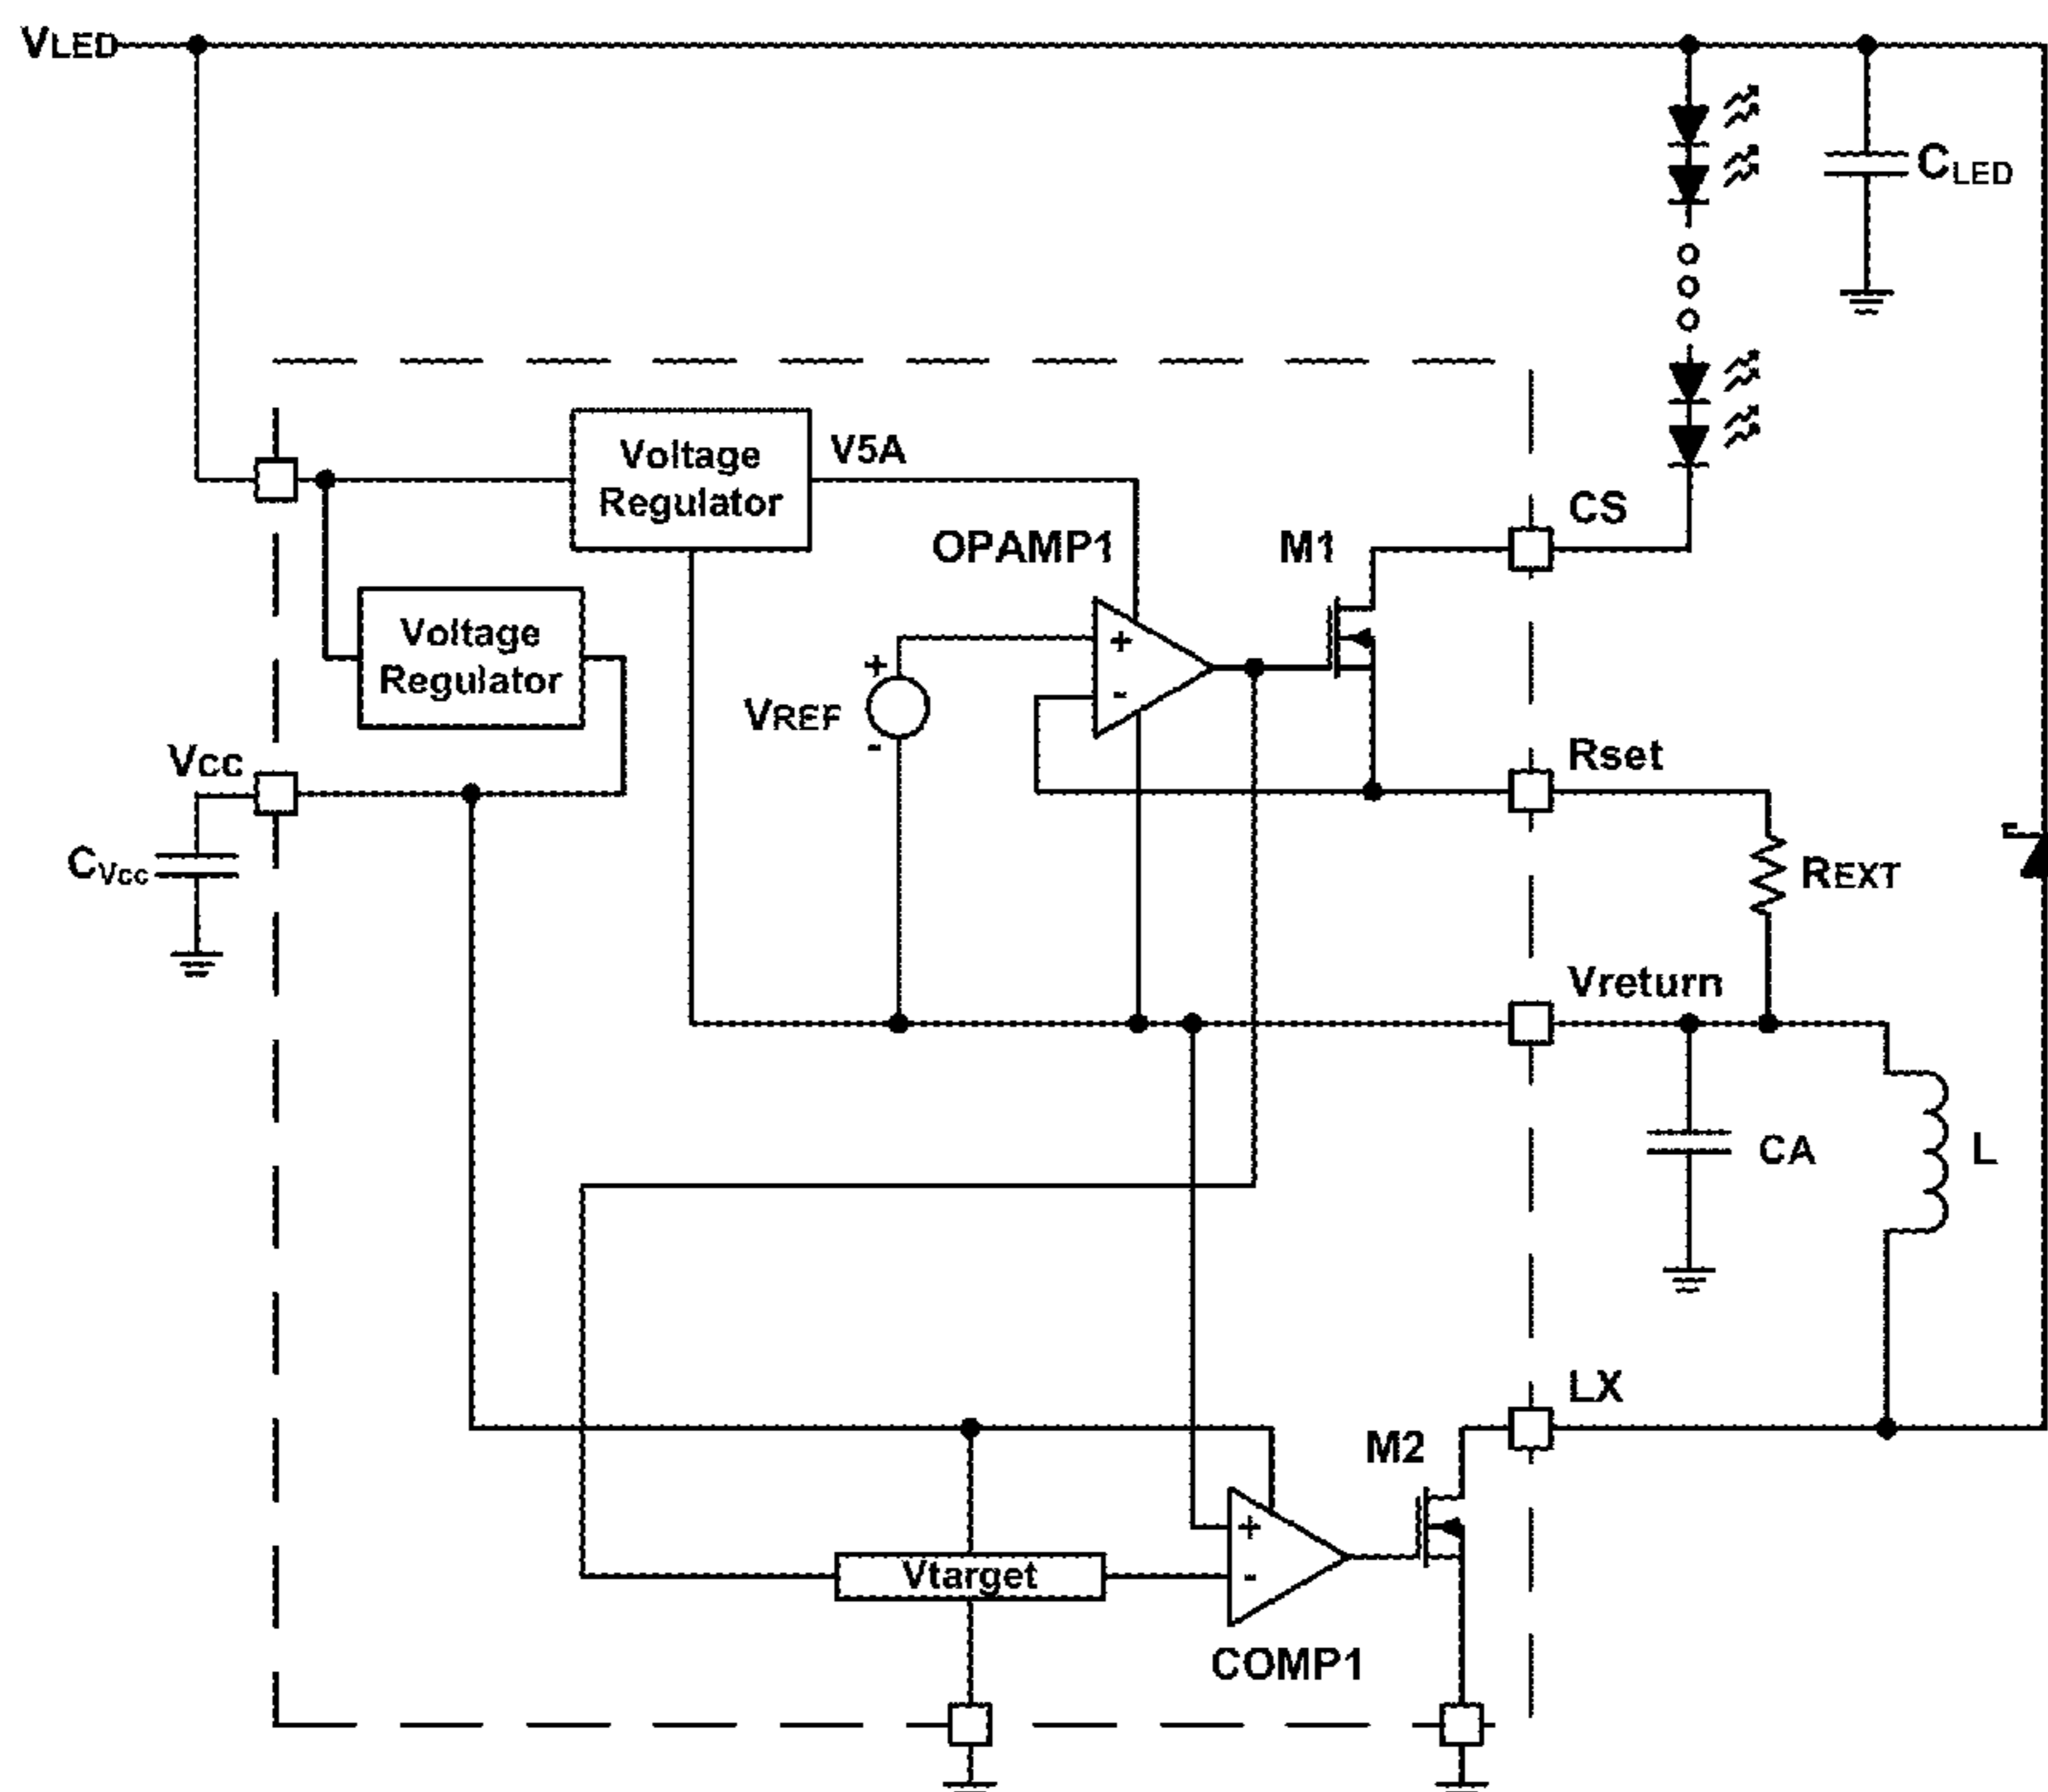 VLED
CLED
Voltage
Regulator
V5A
CS
OPAMP1
M1
Voltage
Regulator
+
-
+
-
VREF
Vcc
Rset
CVcc
REXT
Vreturn
CA
L
LX
M2
+
-
Vtarget
COMP1